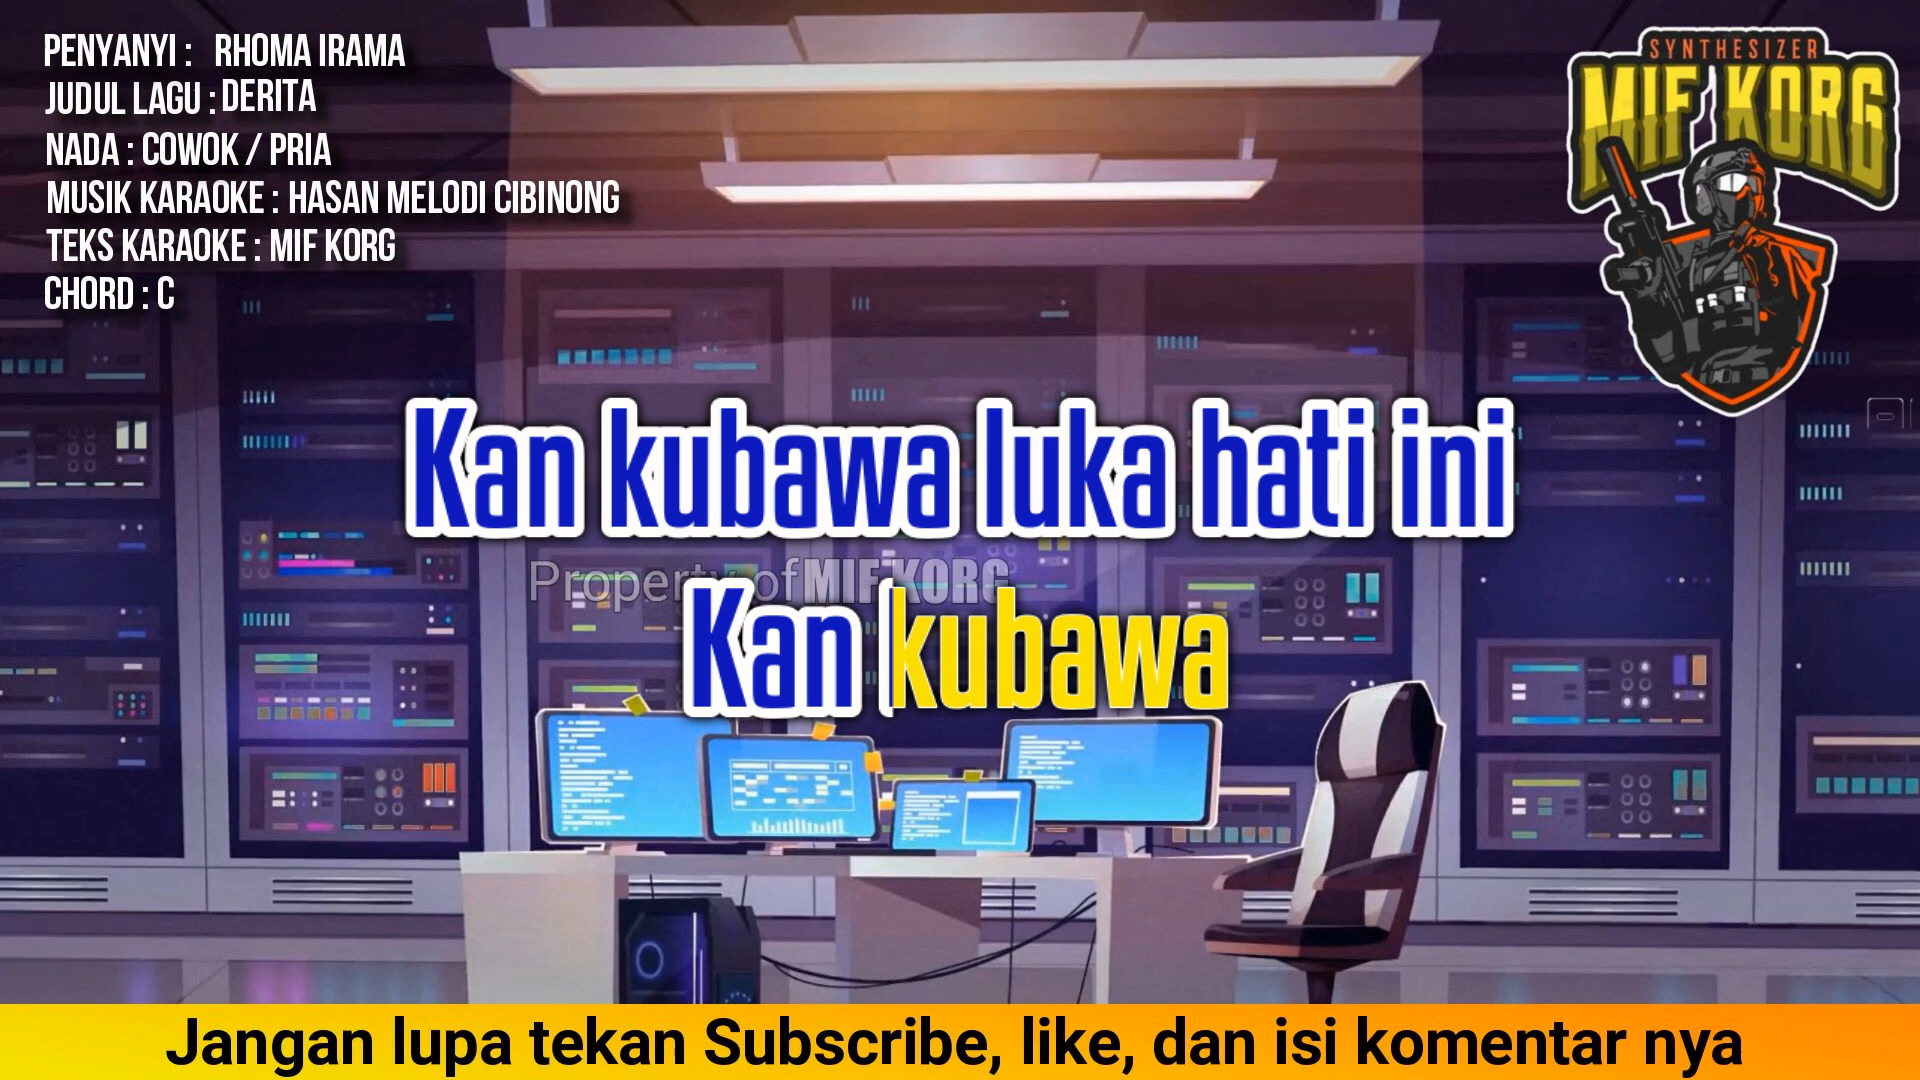 PENYANYI : RHOMA IRAMA
JUDUL LAGU : DERITA
NADA : COWOK / PRIA
MUSIK KARAOKE : HASAN MELODI CIBINONG
TEKS KARAOKE : MIF KORG
CHORD : C
SYNTHESIZER
MIF KORG
Kan kubawa luka hati ini
Property of MIF KORG
Kan kubawa
Jangan lupa tekan Subscribe, like, dan isi komentar nya